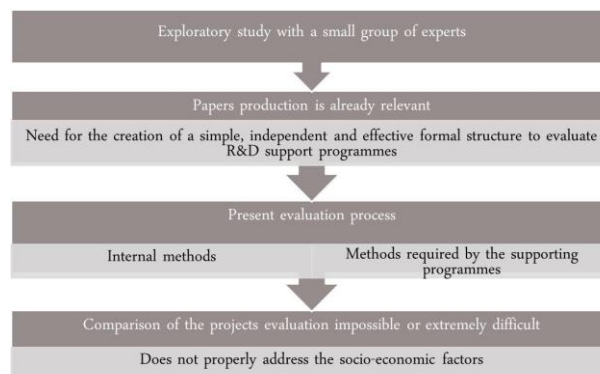 Exploratory study with a small group of experts
Papers production is already relevant
Need for the creation of a simple, independent and effective formal structure to evaluate
R&D support programmes
Present evaluation process
Internal methods
Methods required by the supporting
programmes
Comparison of the projects evaluation impossible or extremely difficult
Does not properly address the socio-economic factors